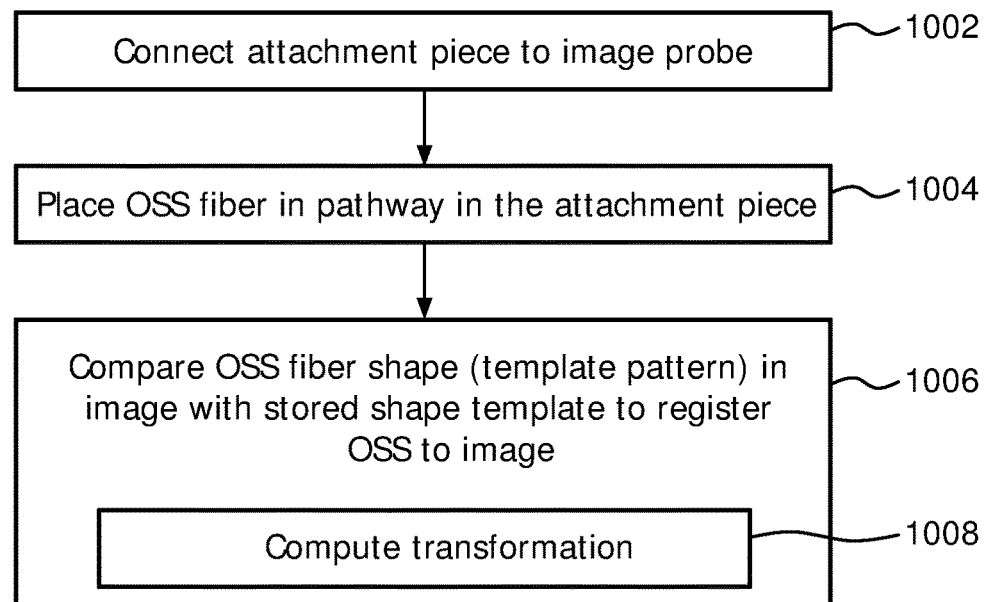 Connect attachment piece to image probe
1002
Place OSS fiber in pathway in the attachment piece
1004
Compare OSS fiber shape (template pattern) in
image with stored shape template to register
OSS to image
1006
Compute transformation
1008